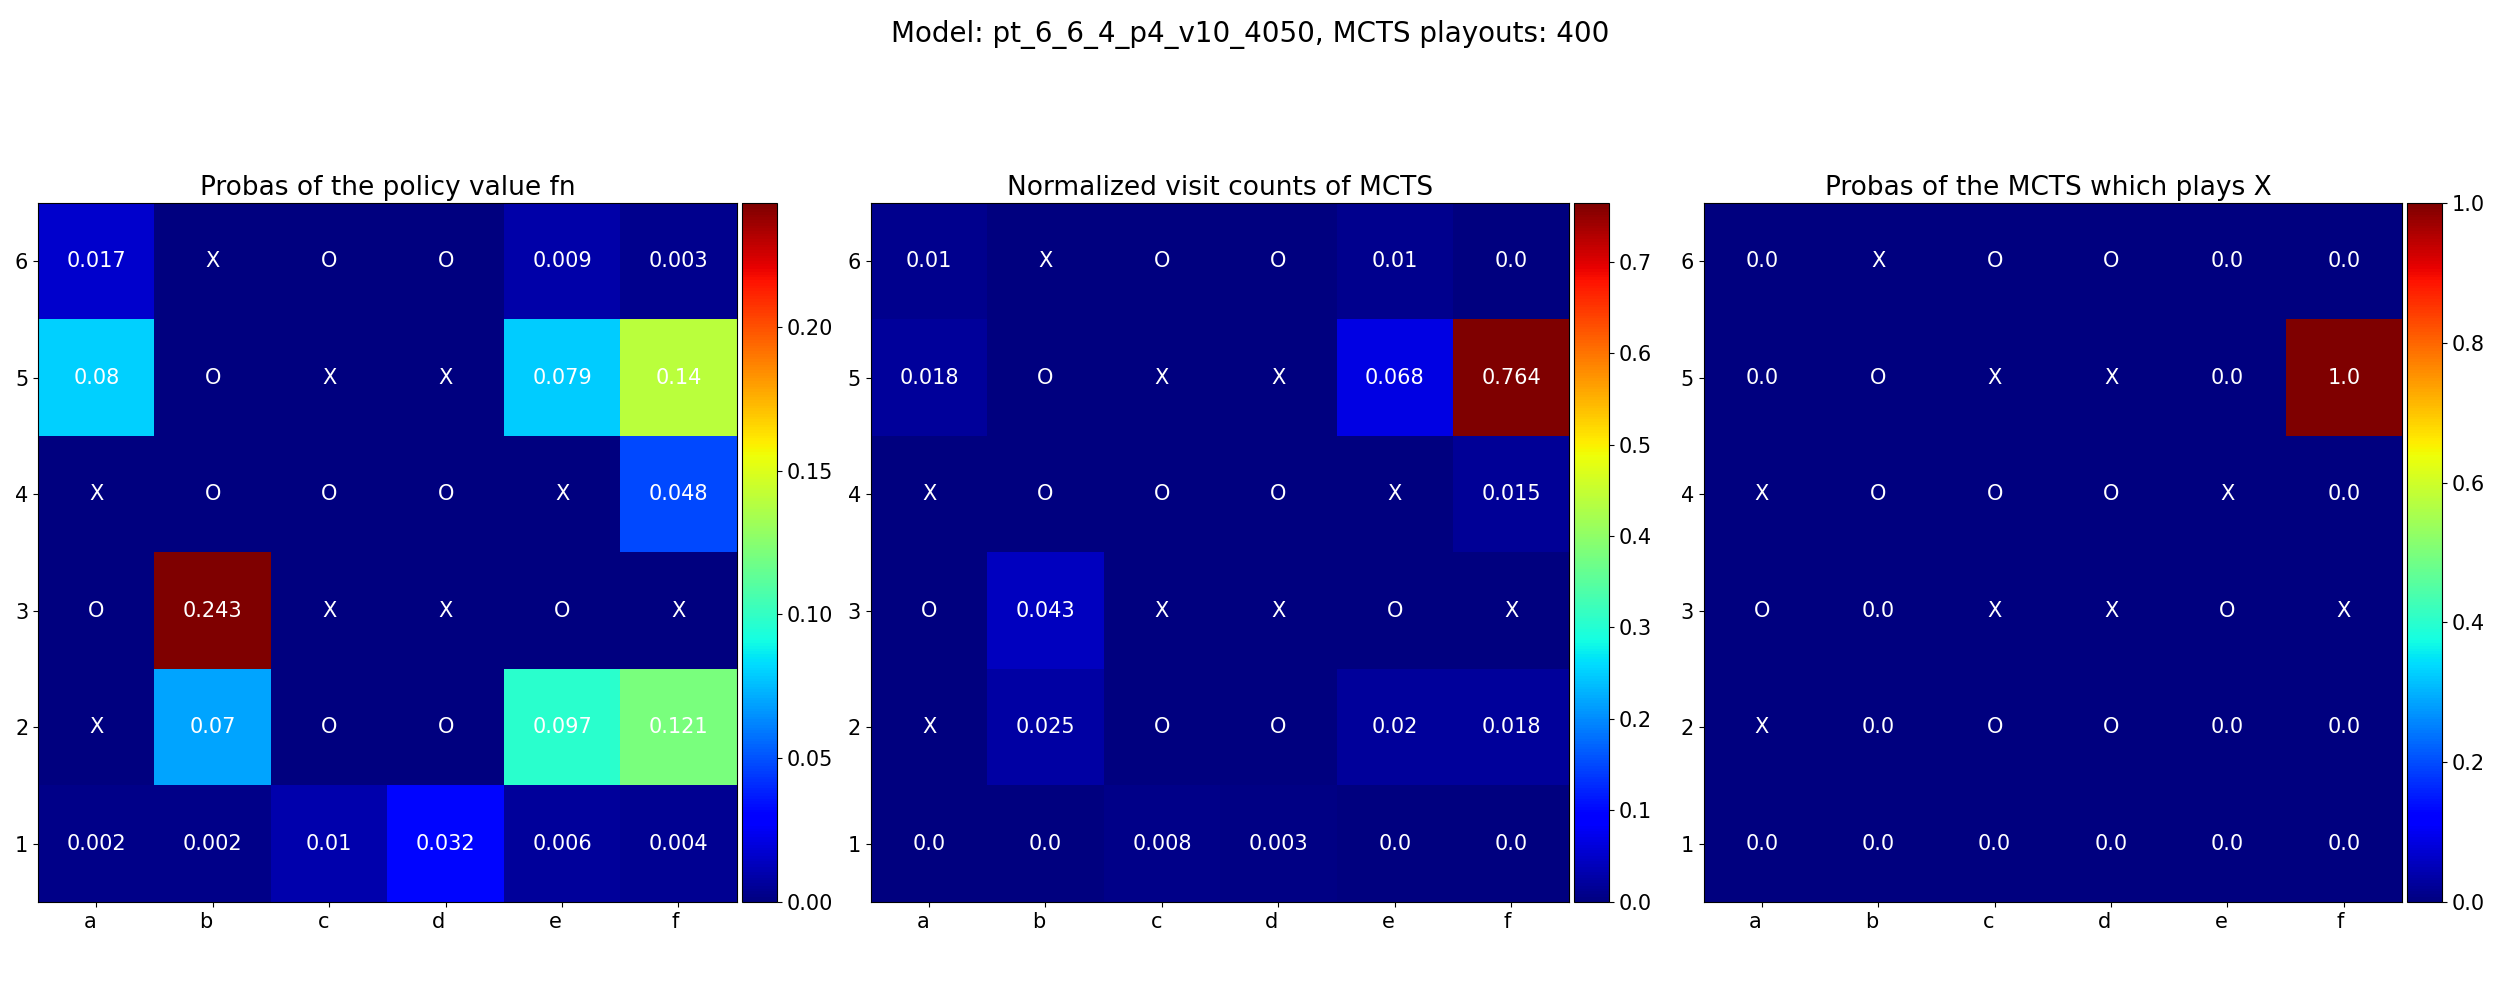 Model: pt_6_6_4_p4_v10_4050, MCTS playouts: 400
Probas of the policy value fn
6 0.017 X O O 0.009 0.003
5 0.08 O X X 0.079 0.14
4 X O O O X 0.048
3 O 0.243 X X O X
2 X 0.07 O O 0.097 0.121
1 0.002 0.002 0.01 0.032 0.006 0.004
a b c d e f
0.20
0.15
0.10
0.05
0.00
Normalized visit counts of MCTS
6 0.01 X O O 0.01 0.0
5 0.018 O X X 0.068 0.764
4 X O O O X 0.015
3 O 0.043 X X O X
2 X 0.025 O O 0.02 0.018
1 0.0 0.0 0.008 0.003 0.0 0.0
a b c d e f
0.7
0.6
0.5
0.4
0.3
0.2
0.1
0.0
Probas of the MCTS which plays X
6 0.0 X O O 0.0 0.0
5 0.0 O X X 0.0 1.0
4 X O O O X 0.0
3 O 0.0 X X O X
2 X 0.0 O O 0.0 0.0
1 0.0 0.0 0.0 0.0 0.0 0.0
a b c d e f
1.0
0.8
0.6
0.4
0.2
0.0